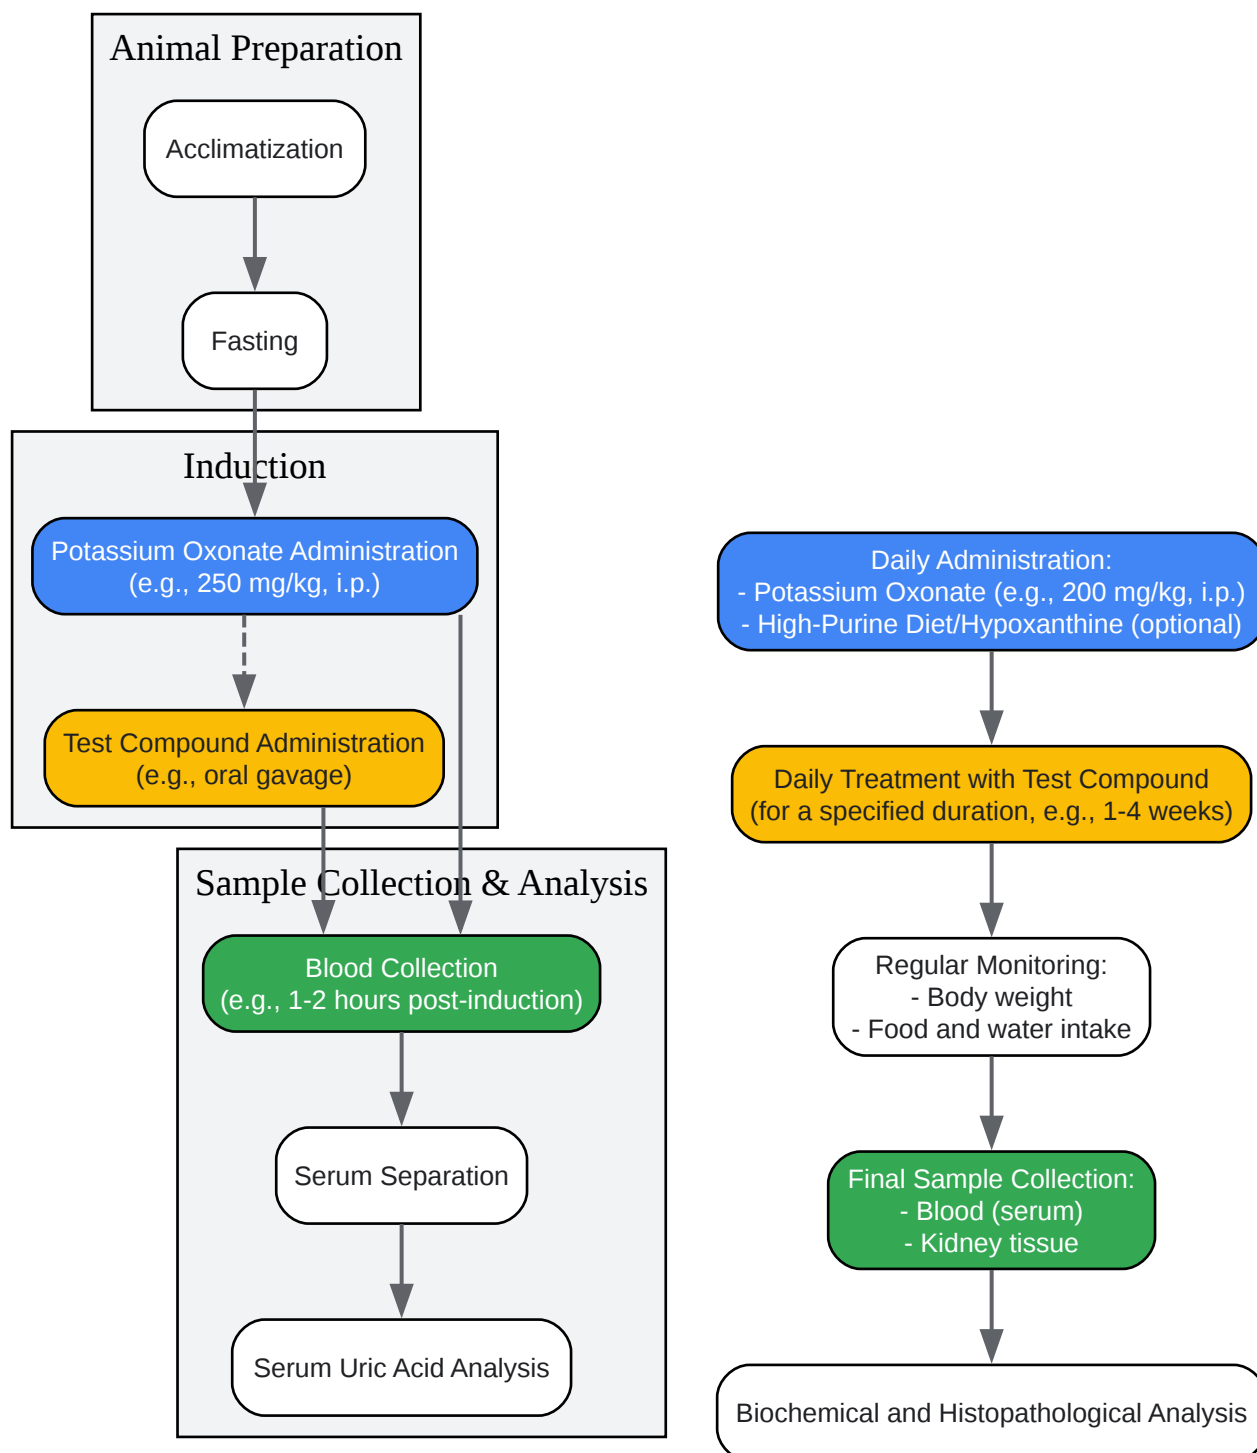 Animal Preparation
Acclimatization
Fasting
Induction
Potassium Oxonate Administration
(e.g., 250 mg/kg, i.p.)
Test Compound Administration
(e.g., oral gavage)
Sample Collection & Analysis
Blood Collection
(e.g., 1-2 hours post-induction)
Serum Separation
Serum Uric Acid Analysis
Daily Administration:
- Potassium Oxonate (e.g., 200 mg/kg, i.p.)
- High-Purine Diet/Hypoxanthine (optional)
Daily Treatment with Test Compound
(for a specified duration, e.g., 1-4 weeks)
Regular Monitoring:
- Body weight
- Food and water intake
Final Sample Collection:
- Blood (serum)
- Kidney tissue
Biochemical and Histopathological Analysis